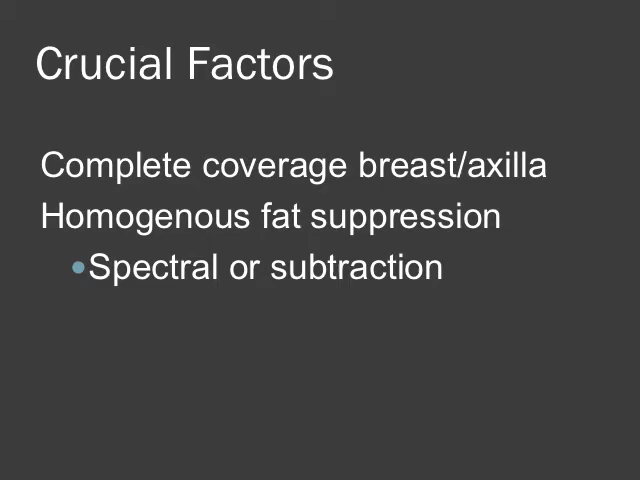 Crucial Factors
Complete coverage breast/axilla
Homogenous fat suppression
•Spectral or subtraction